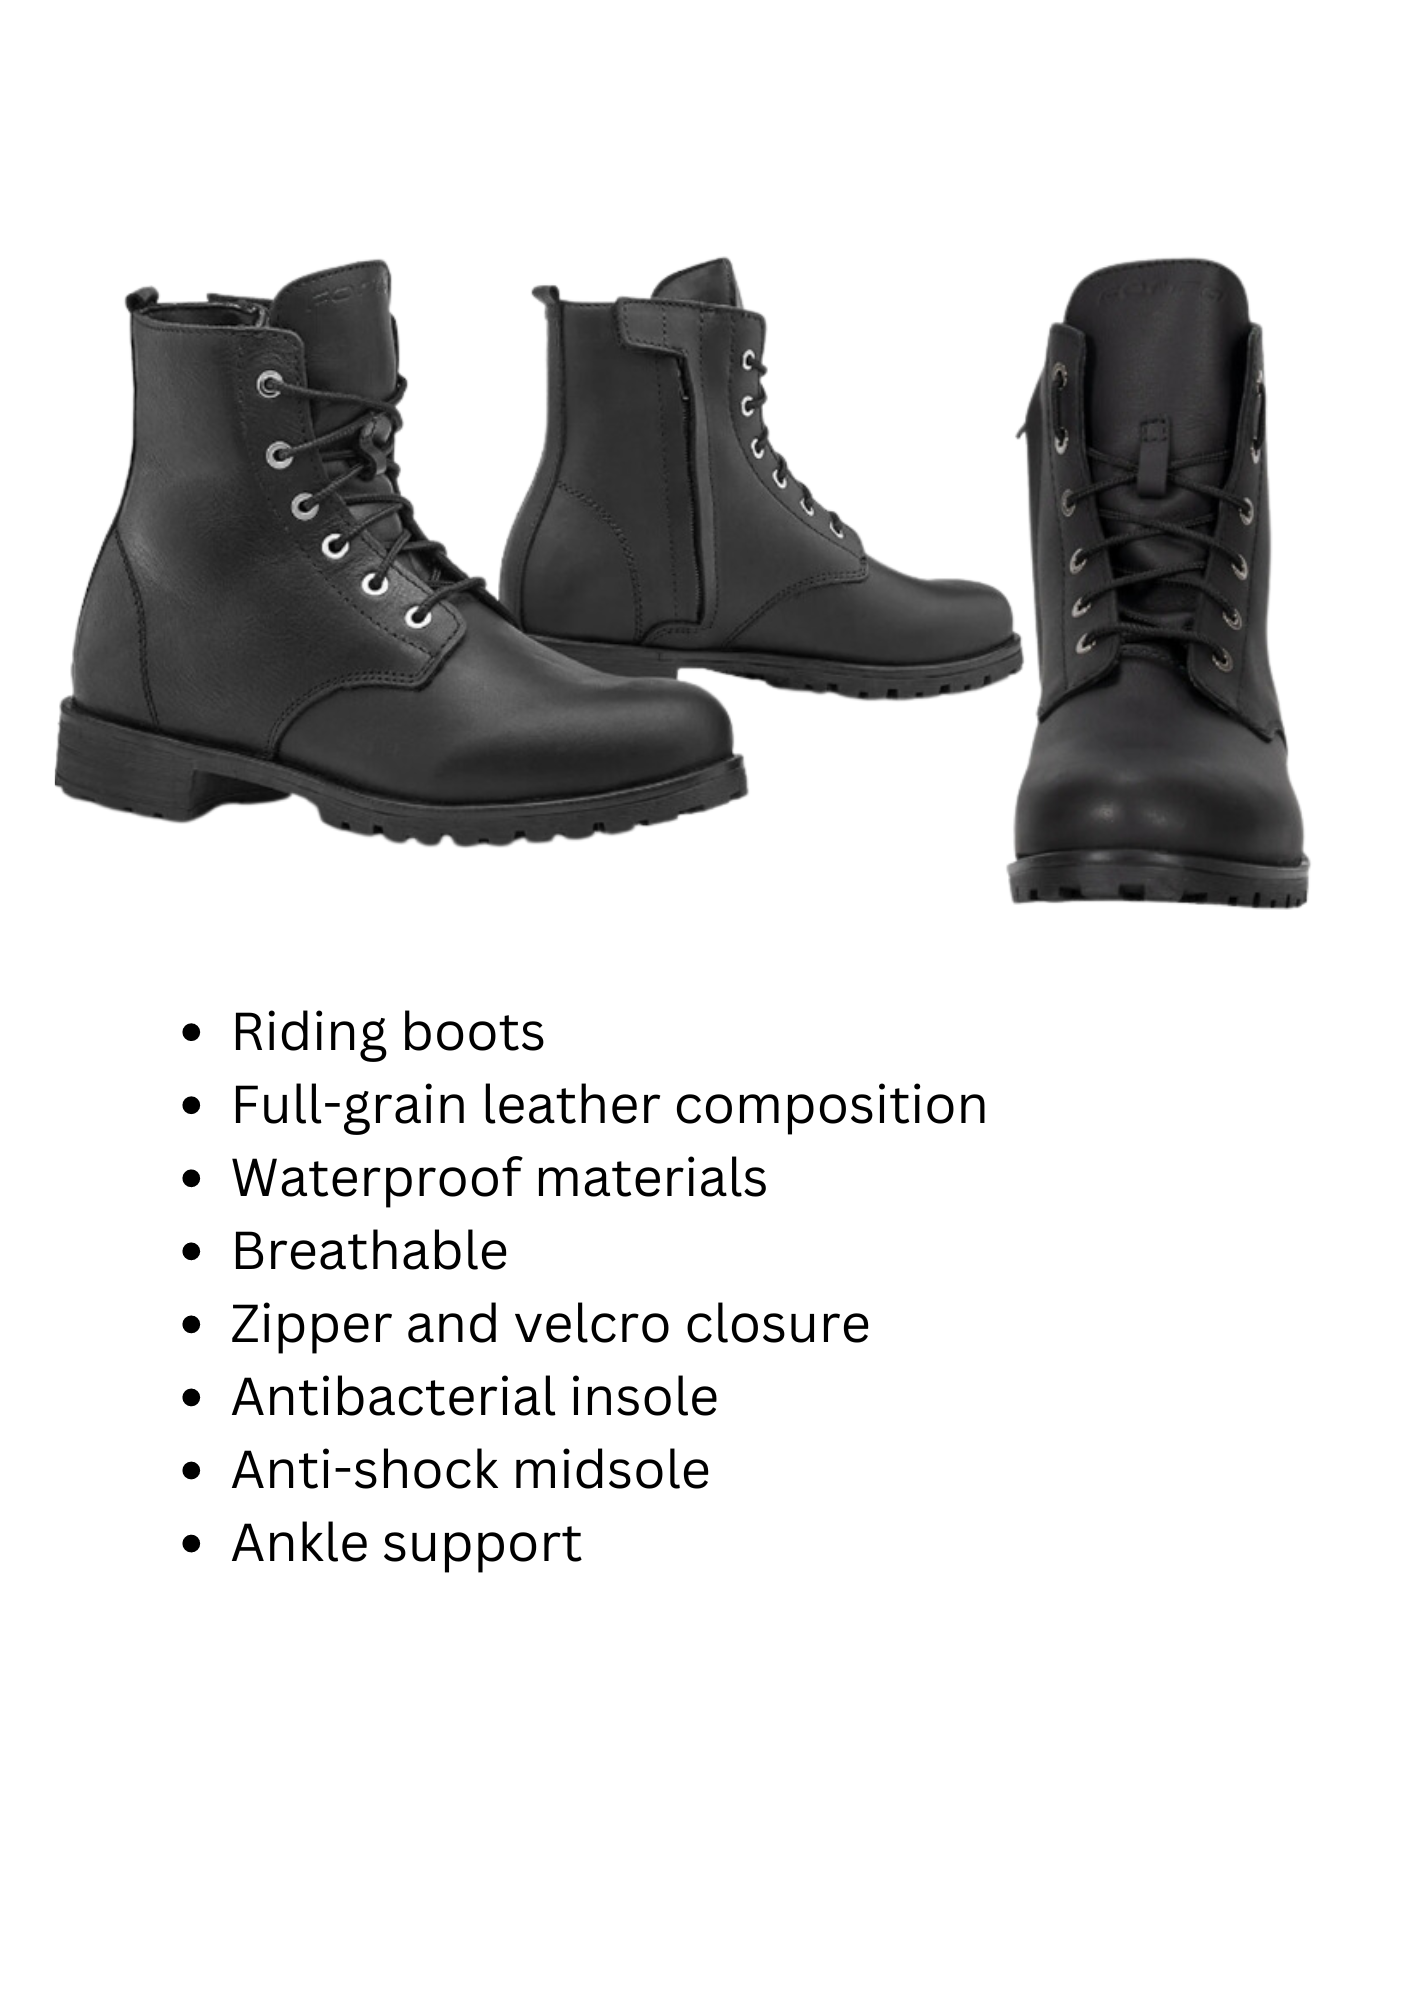 Riding boots
Full-grain leather composition
Waterproof materials
Breathable
Zipper and velcro closure
Antibacterial insole
Anti-shock midsole
Ankle support